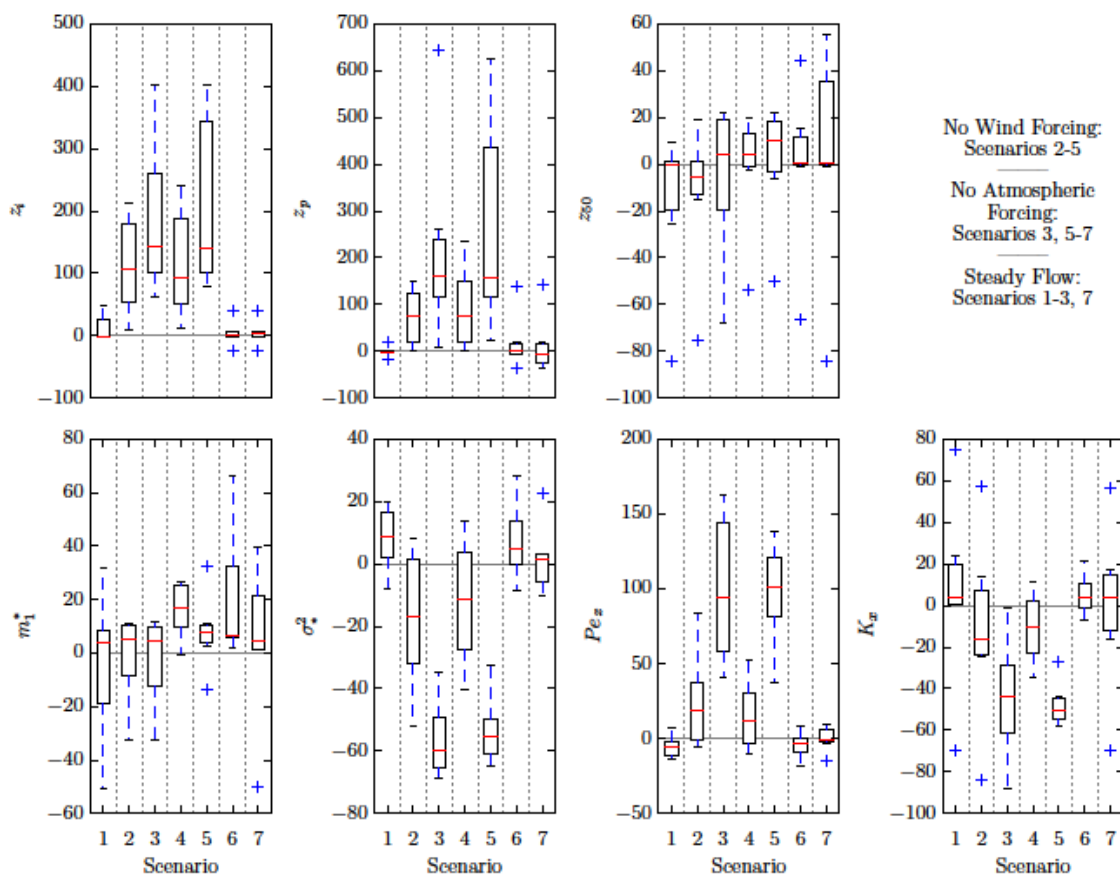 500
400
300
200
100
0
−100
z_i
700
600
500
400
300
200
100
0
−100
z_p
60
40
20
0
−20
−40
−60
−80
−100
z_50
No Wind Forcing:
Scenarios 2-5
No Atmospheric
Forcing:
Scenarios 3, 5-7
Steady Flow:
Scenarios 1-3, 7
80
60
40
20
0
−20
−40
−60
m_1^*
1 2 3 4 5 6 7
Scenario
40
20
0
−20
−40
−60
−80
σ_*^2
1 2 3 4 5 6 7
Scenario
200
150
100
50
0
−50
Pe_x
1 2 3 4 5 6 7
Scenario
80
60
40
20
0
−20
−40
−60
−80
−100
K_x
1 2 3 4 5 6 7
Scenario